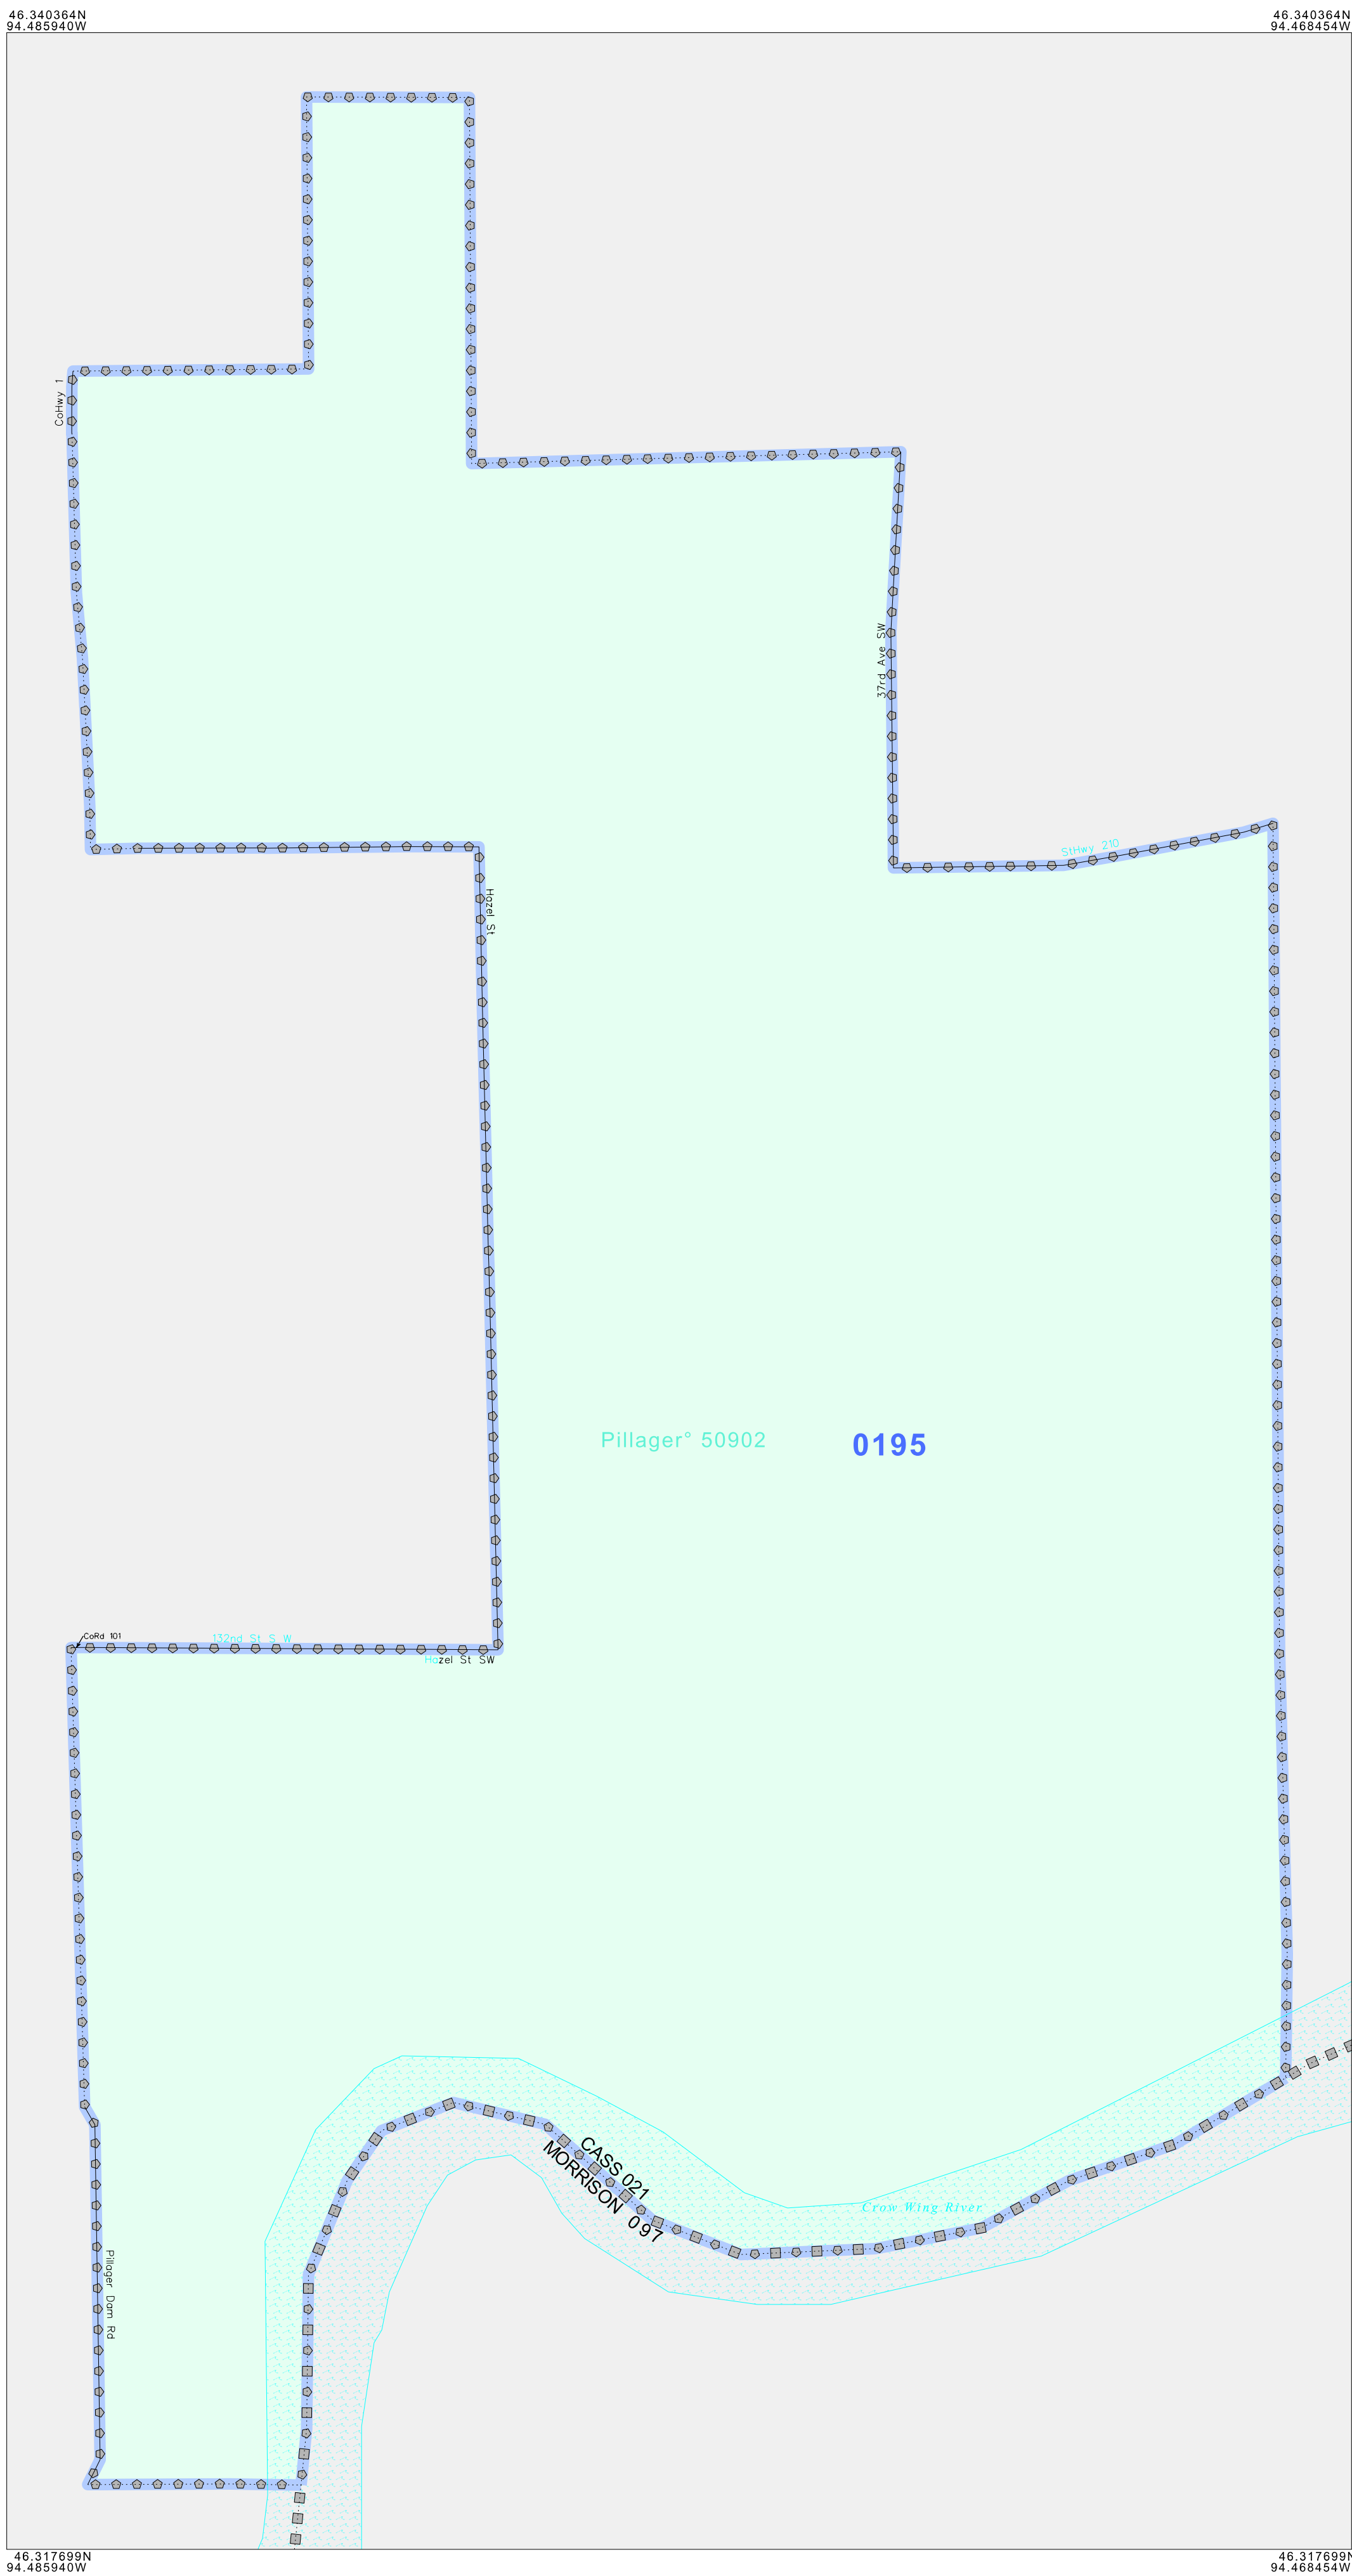 46.340364N
94.485940W
46.340364N
94.468454W
CoHwy 1
37rd Ave SW
StHwy 210
Hazel St
Pillager° 50902
0195
CoRd 101
132nd St S W
Hazel St SW
CASS 021
MORRISON 097
Crow Wing River
Pillager Dam Rd
46.317699N
94.485940W
46.317699N
94.468454W